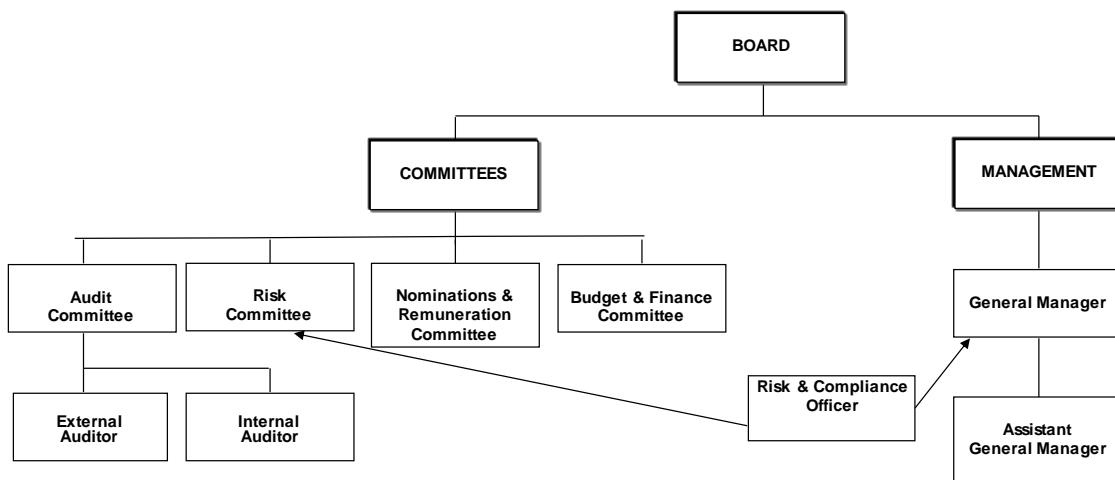 BOARD
COMMITTEES
MANAGEMENT
Audit
Committee
Risk
Committee
Nominations &
Remuneration
Committee
Budget & Finance
Committee
General Manager
Risk & Compliance
Officer
External
Auditor
Internal
Auditor
Assistant
General Manager